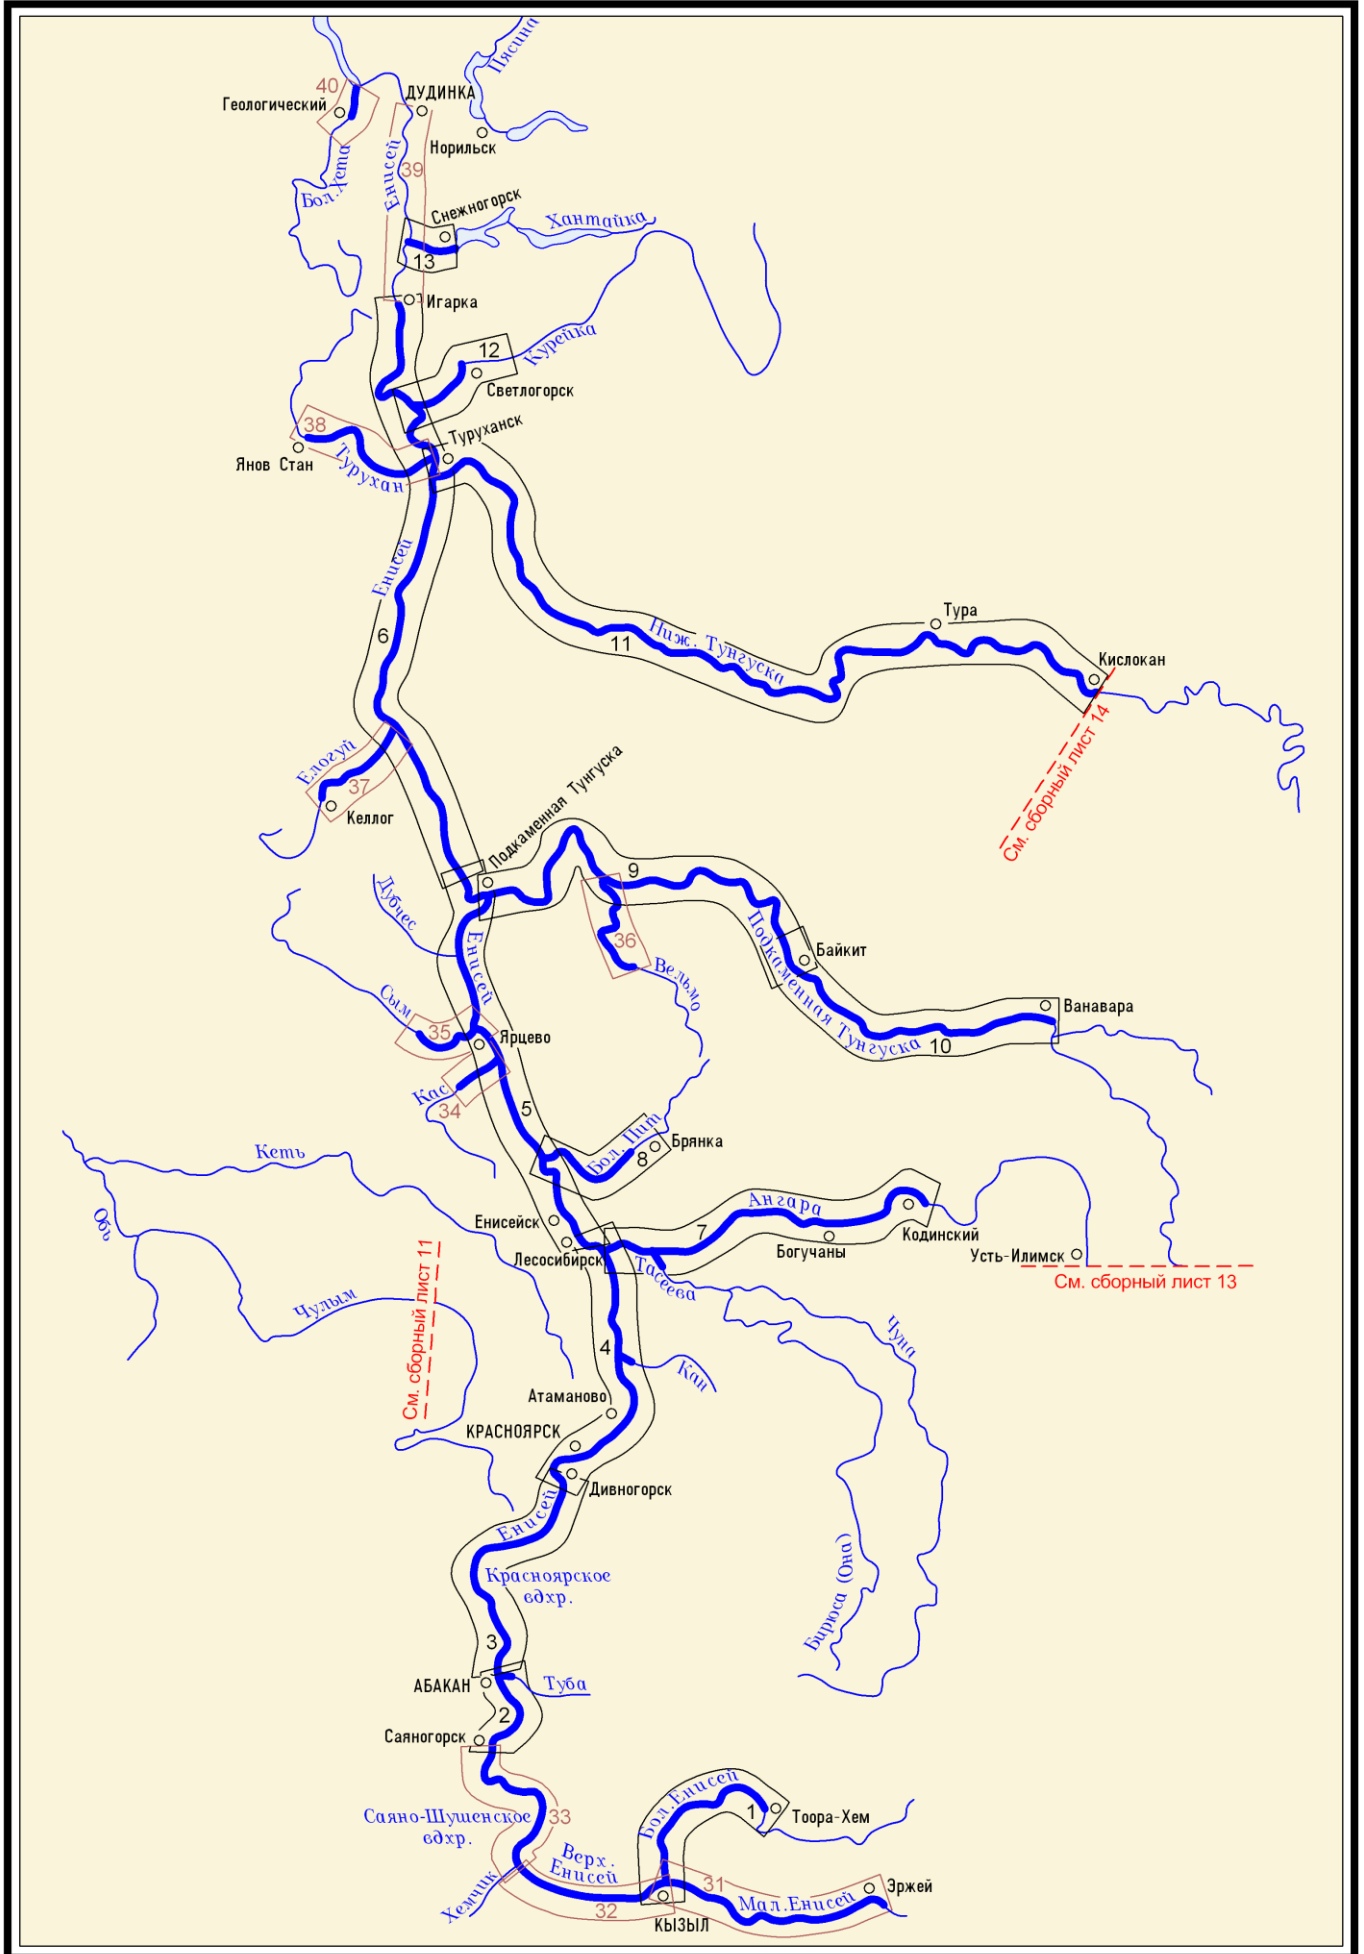 Пясина
40
ДУДИНКА
Геологический
Норильск
Бол.Хета
Енисей
39
Снежногорск
Хантайка
13
Игарка
12
Курейка
Светлогорск
38
Туруханск
Янов Стан
Турухан
Енисей
6
11
Ниж. Тунгуска
Тура
Кислокан
См. сборный лист 14
Елогуй
37
Келлог
Подкаменная Тунгуска
9
Дубчес
Енисей
36
Вельмо
Подкаменная Тунгуска
Байкит
Ванавара
10
Сым
35
Ярцево
Кас
34
5
Бол. Пит
8
Брянка
Кеть
Обь
Енисейск
Лесосибирск
7
Ангара
Богучаны
Кодинский
Усть-Илимск
См. сборный лист 13
Тасеева
См. сборный лист 11
Чулым
4
Кан
Чуна
Атаманово
КРАСНОЯРСК
Дивногорск
Енисей
Красноярское
вдхр.
Бирюса (Она)
3
АБАКАН
Туба
2
Саяногорск
33
Саяно-Шушенское
вдхр.
Бол.Енисей
1
Тоора-Хем
Верх.
Енисей
Хемчик
32
31
Мал.Енисей
Эржей
КЫЗЫЛ